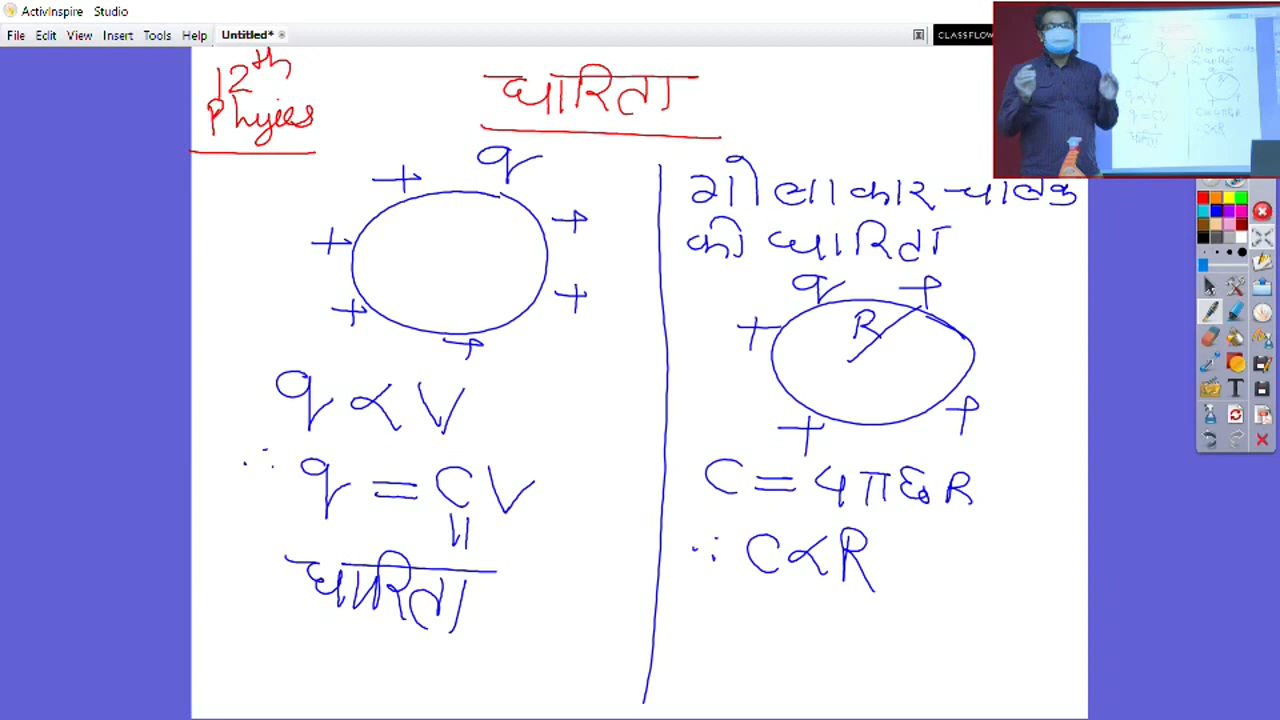 ActivInspire Studio
File Edit View Insert Tools Help Untitled*
CLASSFLOW
12th
Physics
धारिता
q
+ + + + + + 
q ∝ V
∴ q = CV
||
धारिता
गोलाकार चालक
की धारिता
q
R
+ + + +
C = 4πε₀R
∴ C ∝ R
T